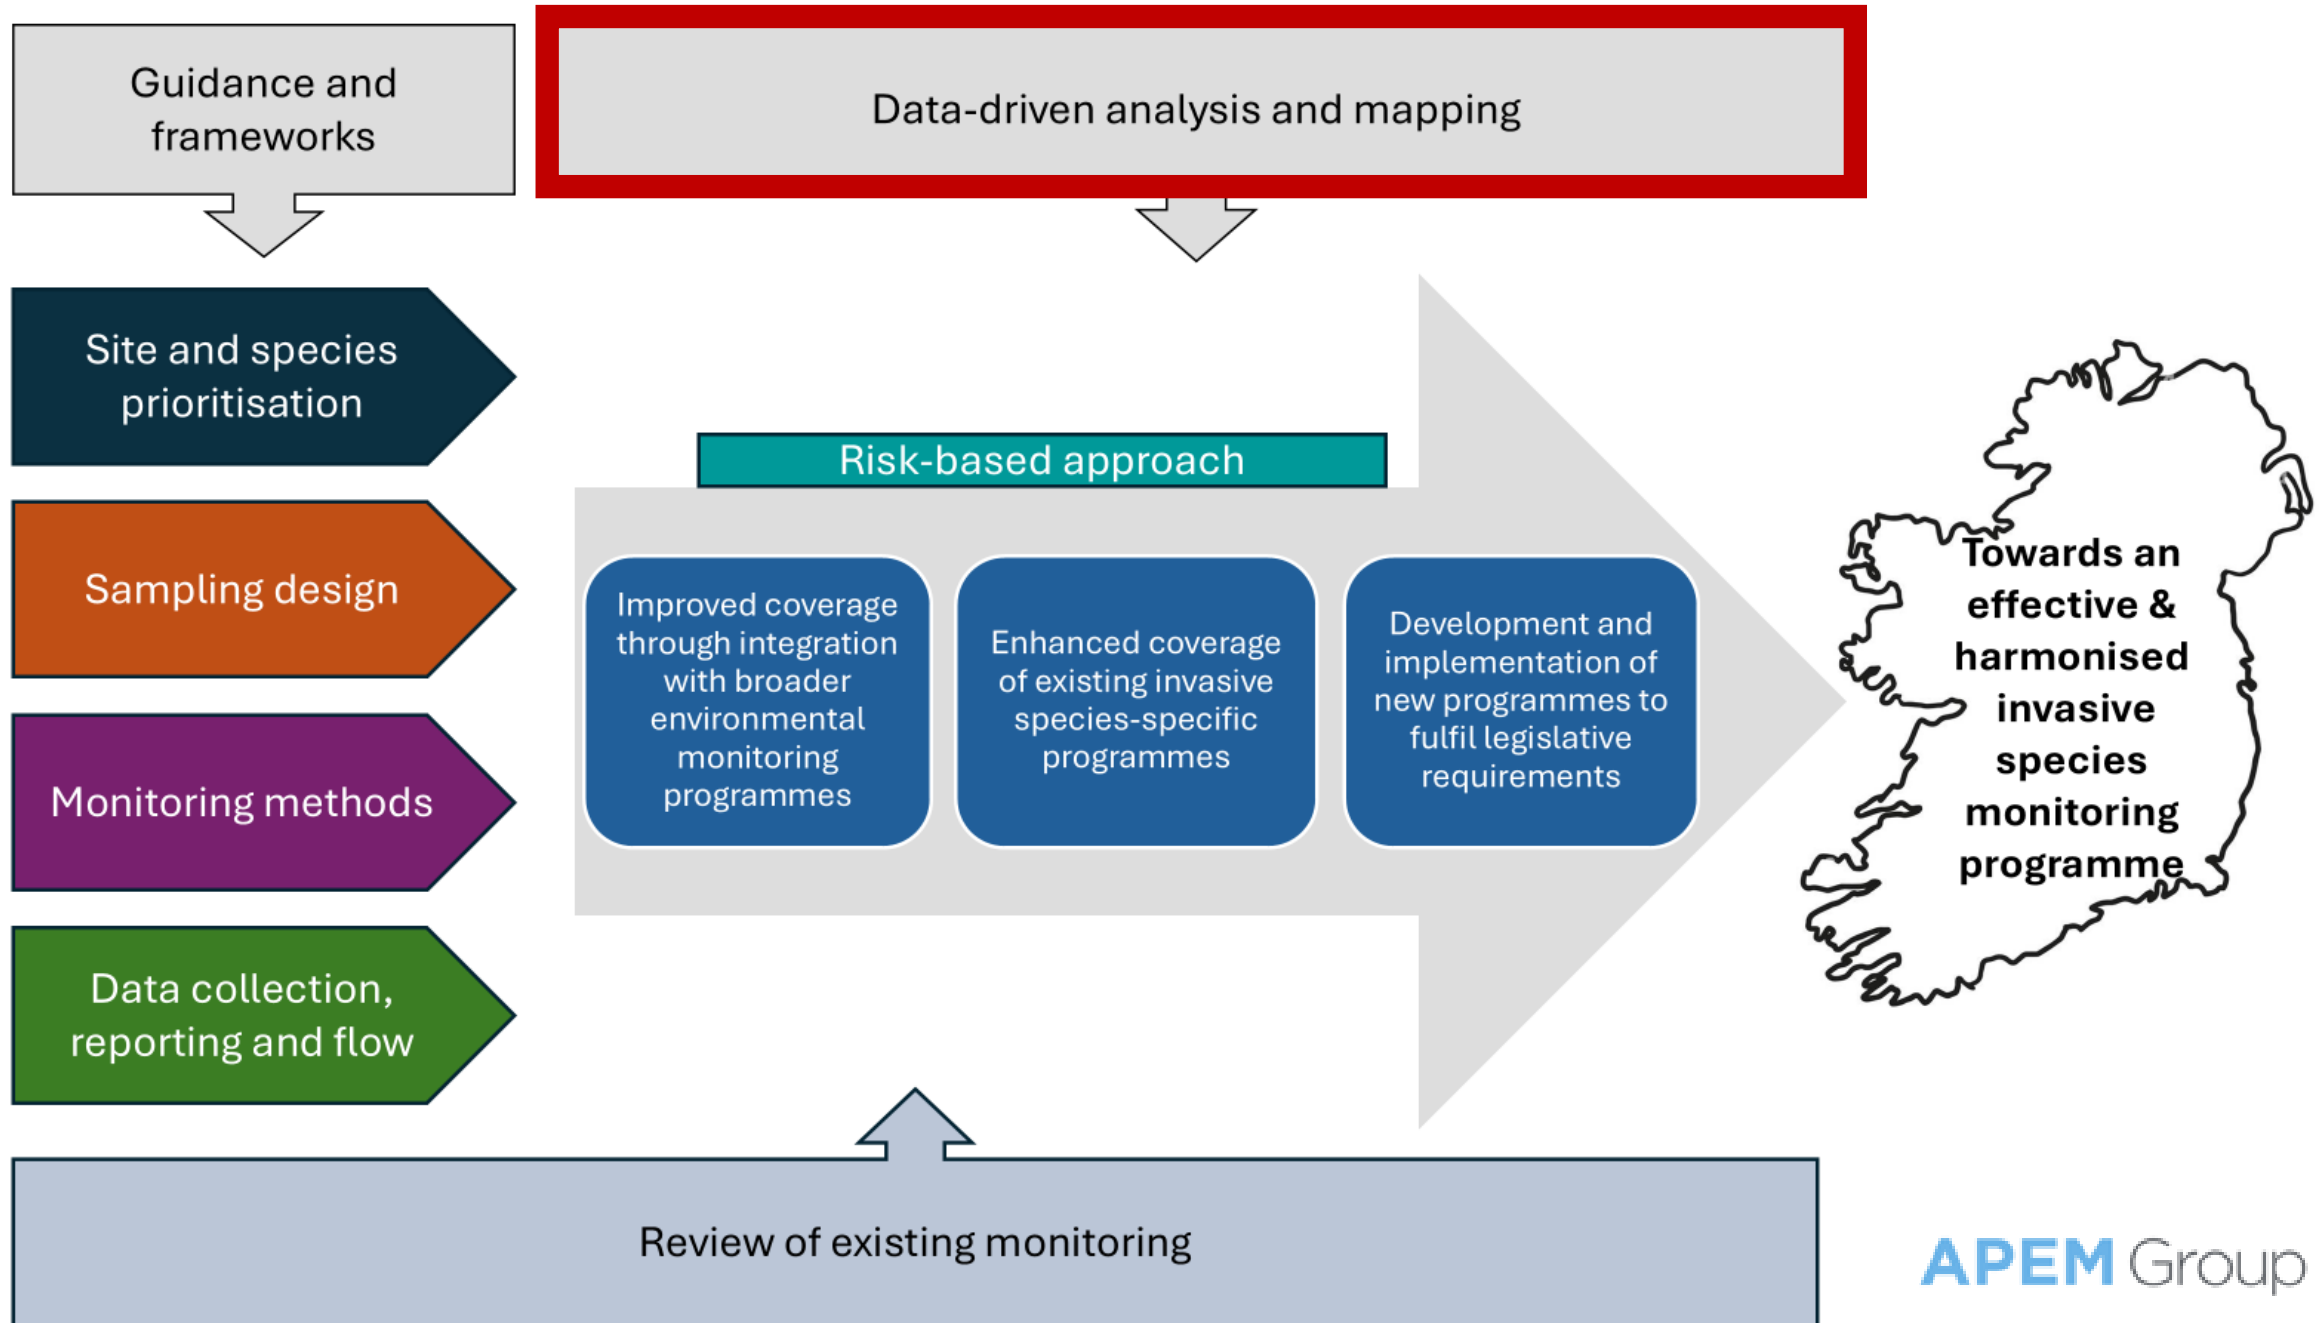 Guidance and
frameworks
Data-driven analysis and mapping
Site and species
prioritisation
Sampling design
Monitoring methods
Data collection,
reporting and flow
Risk-based approach
Improved coverage
through integration
with broader
environmental
monitoring
programmes
Enhanced coverage
of existing invasive
species-specific
programmes
Development and
implementation of
new programmes to
fulfil legislative
requirements
Towards an
effective &
harmonised
invasive
species
monitoring
programme
Review of existing monitoring
APEM Group